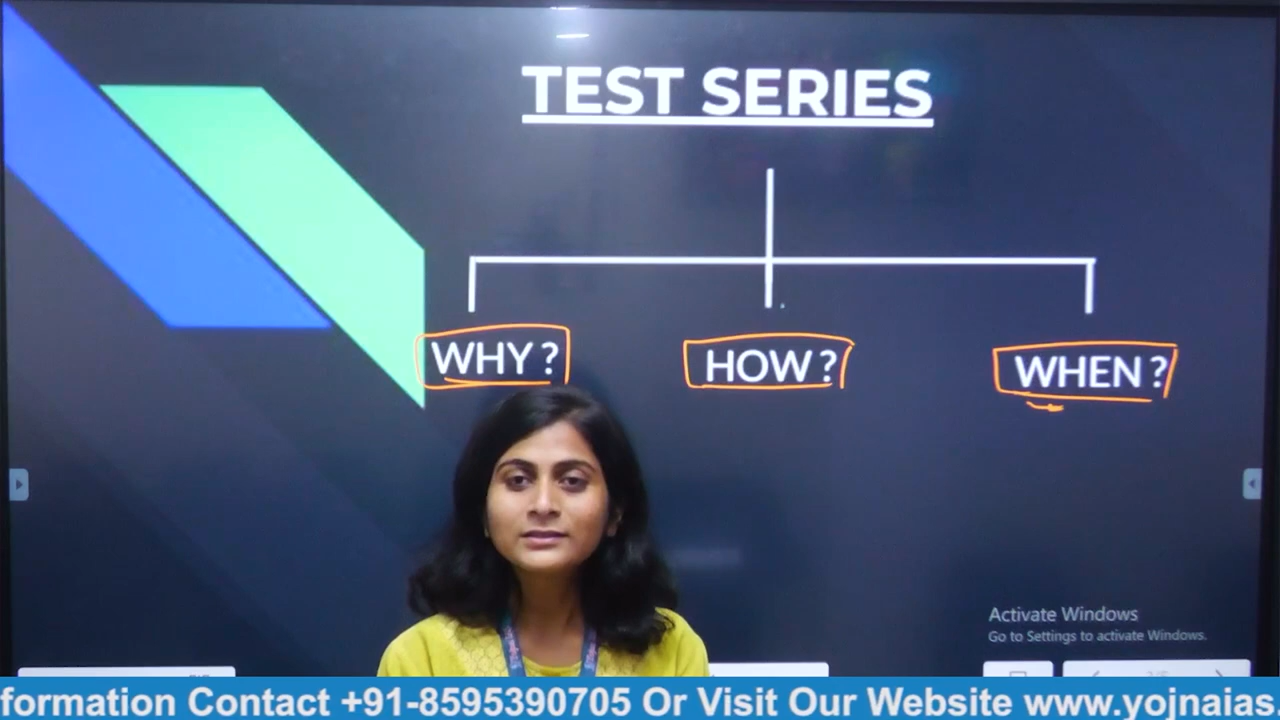 TEST SERIES
WHY?
HOW?
WHEN?
Activate Windows
Go to Settings to activate Windows.
formation Contact +91-8595390705 Or Visit Our Website www.yojnaias.